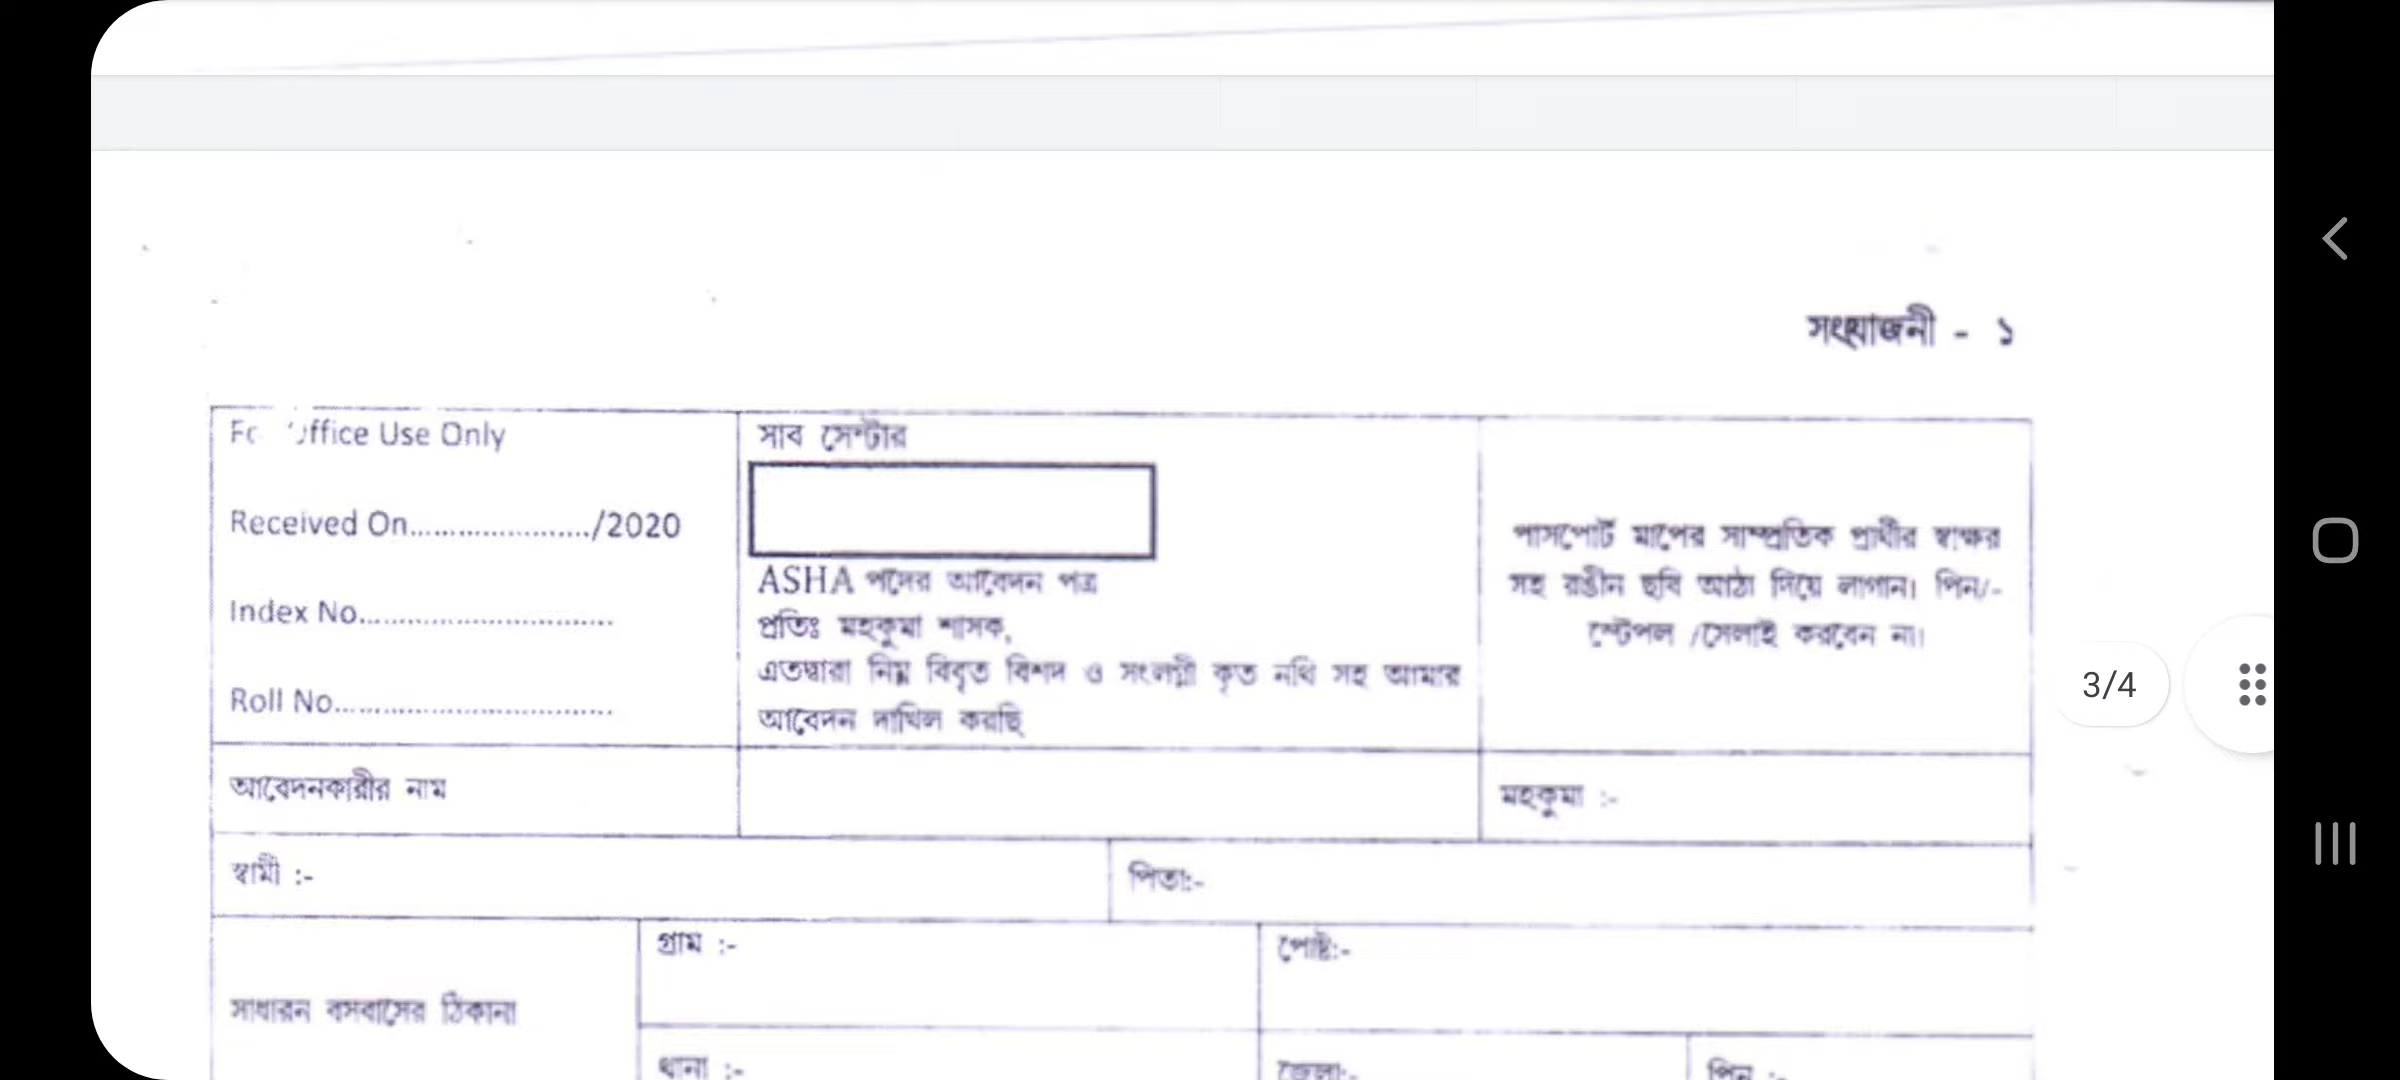 সংযোজনী - ১
For Office Use Only
Received On...................../2020
Index No..............................
Roll No................................
সাব সেন্টার
ASHA পদের আবেদন পত্র
প্রতিঃ মহকুমা শাসক,
এতদ্বারা নিম্ন বিবৃত বিশদ ও সংলগ্নী কৃত নথি সহ আমার
আবেদন দাখিল করছি
পাসপোর্ট মাপের সাম্প্রতিক প্রার্থীর স্বাক্ষর
সহ রঙীন ছবি আঠা দিয়ে লাগান। পিন/-
স্টেপল /সেলাই করবেন না।
3/4
আবেদনকারীর নাম
মহকুমা :-
স্বামী :-
পিতা:-
গ্রাম :-
পোষ্ট:-
সাধারন বসবাসের ঠিকানা
থানা :-
জেলা:-
পিন :-